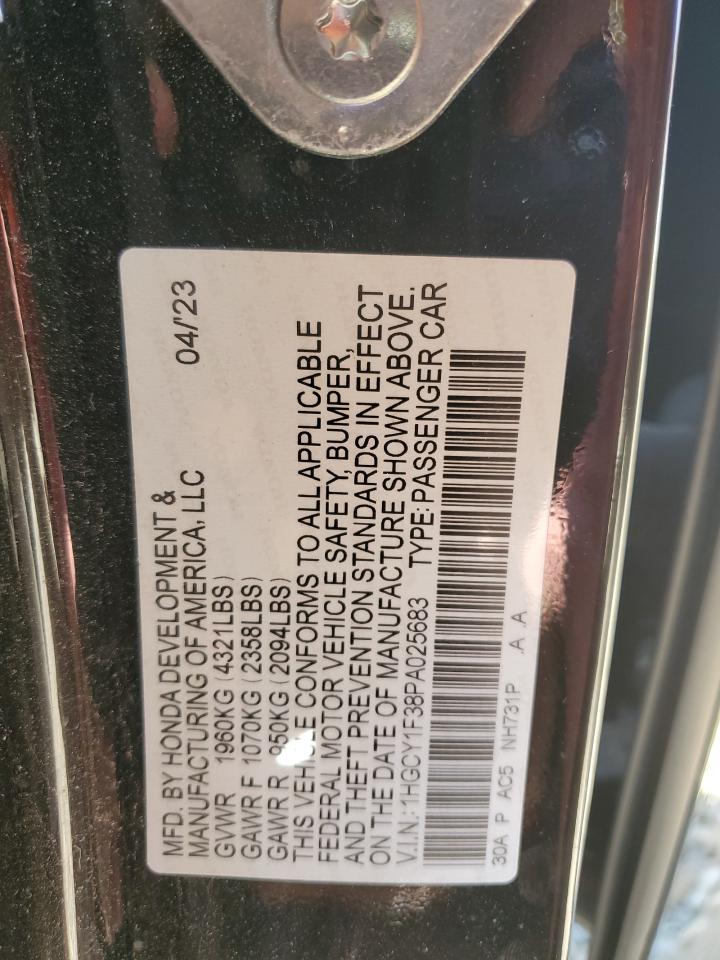 MFD. BY HONDA DEVELOPMENT &
MANUFACTURING OF AMERICA, LLC 04/'23
GVWR 1960KG (4321LBS)
GAWR F 1070KG (2358LBS)
GAWR R 950KG (2094LBS)
THIS VEHICLE CONFORMS TO ALL APPLICABLE
FEDERAL MOTOR VEHICLE SAFETY, BUMPER,
AND THEFT PREVENTION STANDARDS IN EFFECT
ON THE DATE OF MANUFACTURE SHOWN ABOVE.
V.I.N.: 1HGCY1F38PA025683 TYPE: PASSENGER CAR
30A P AC5 NH731P .A .A